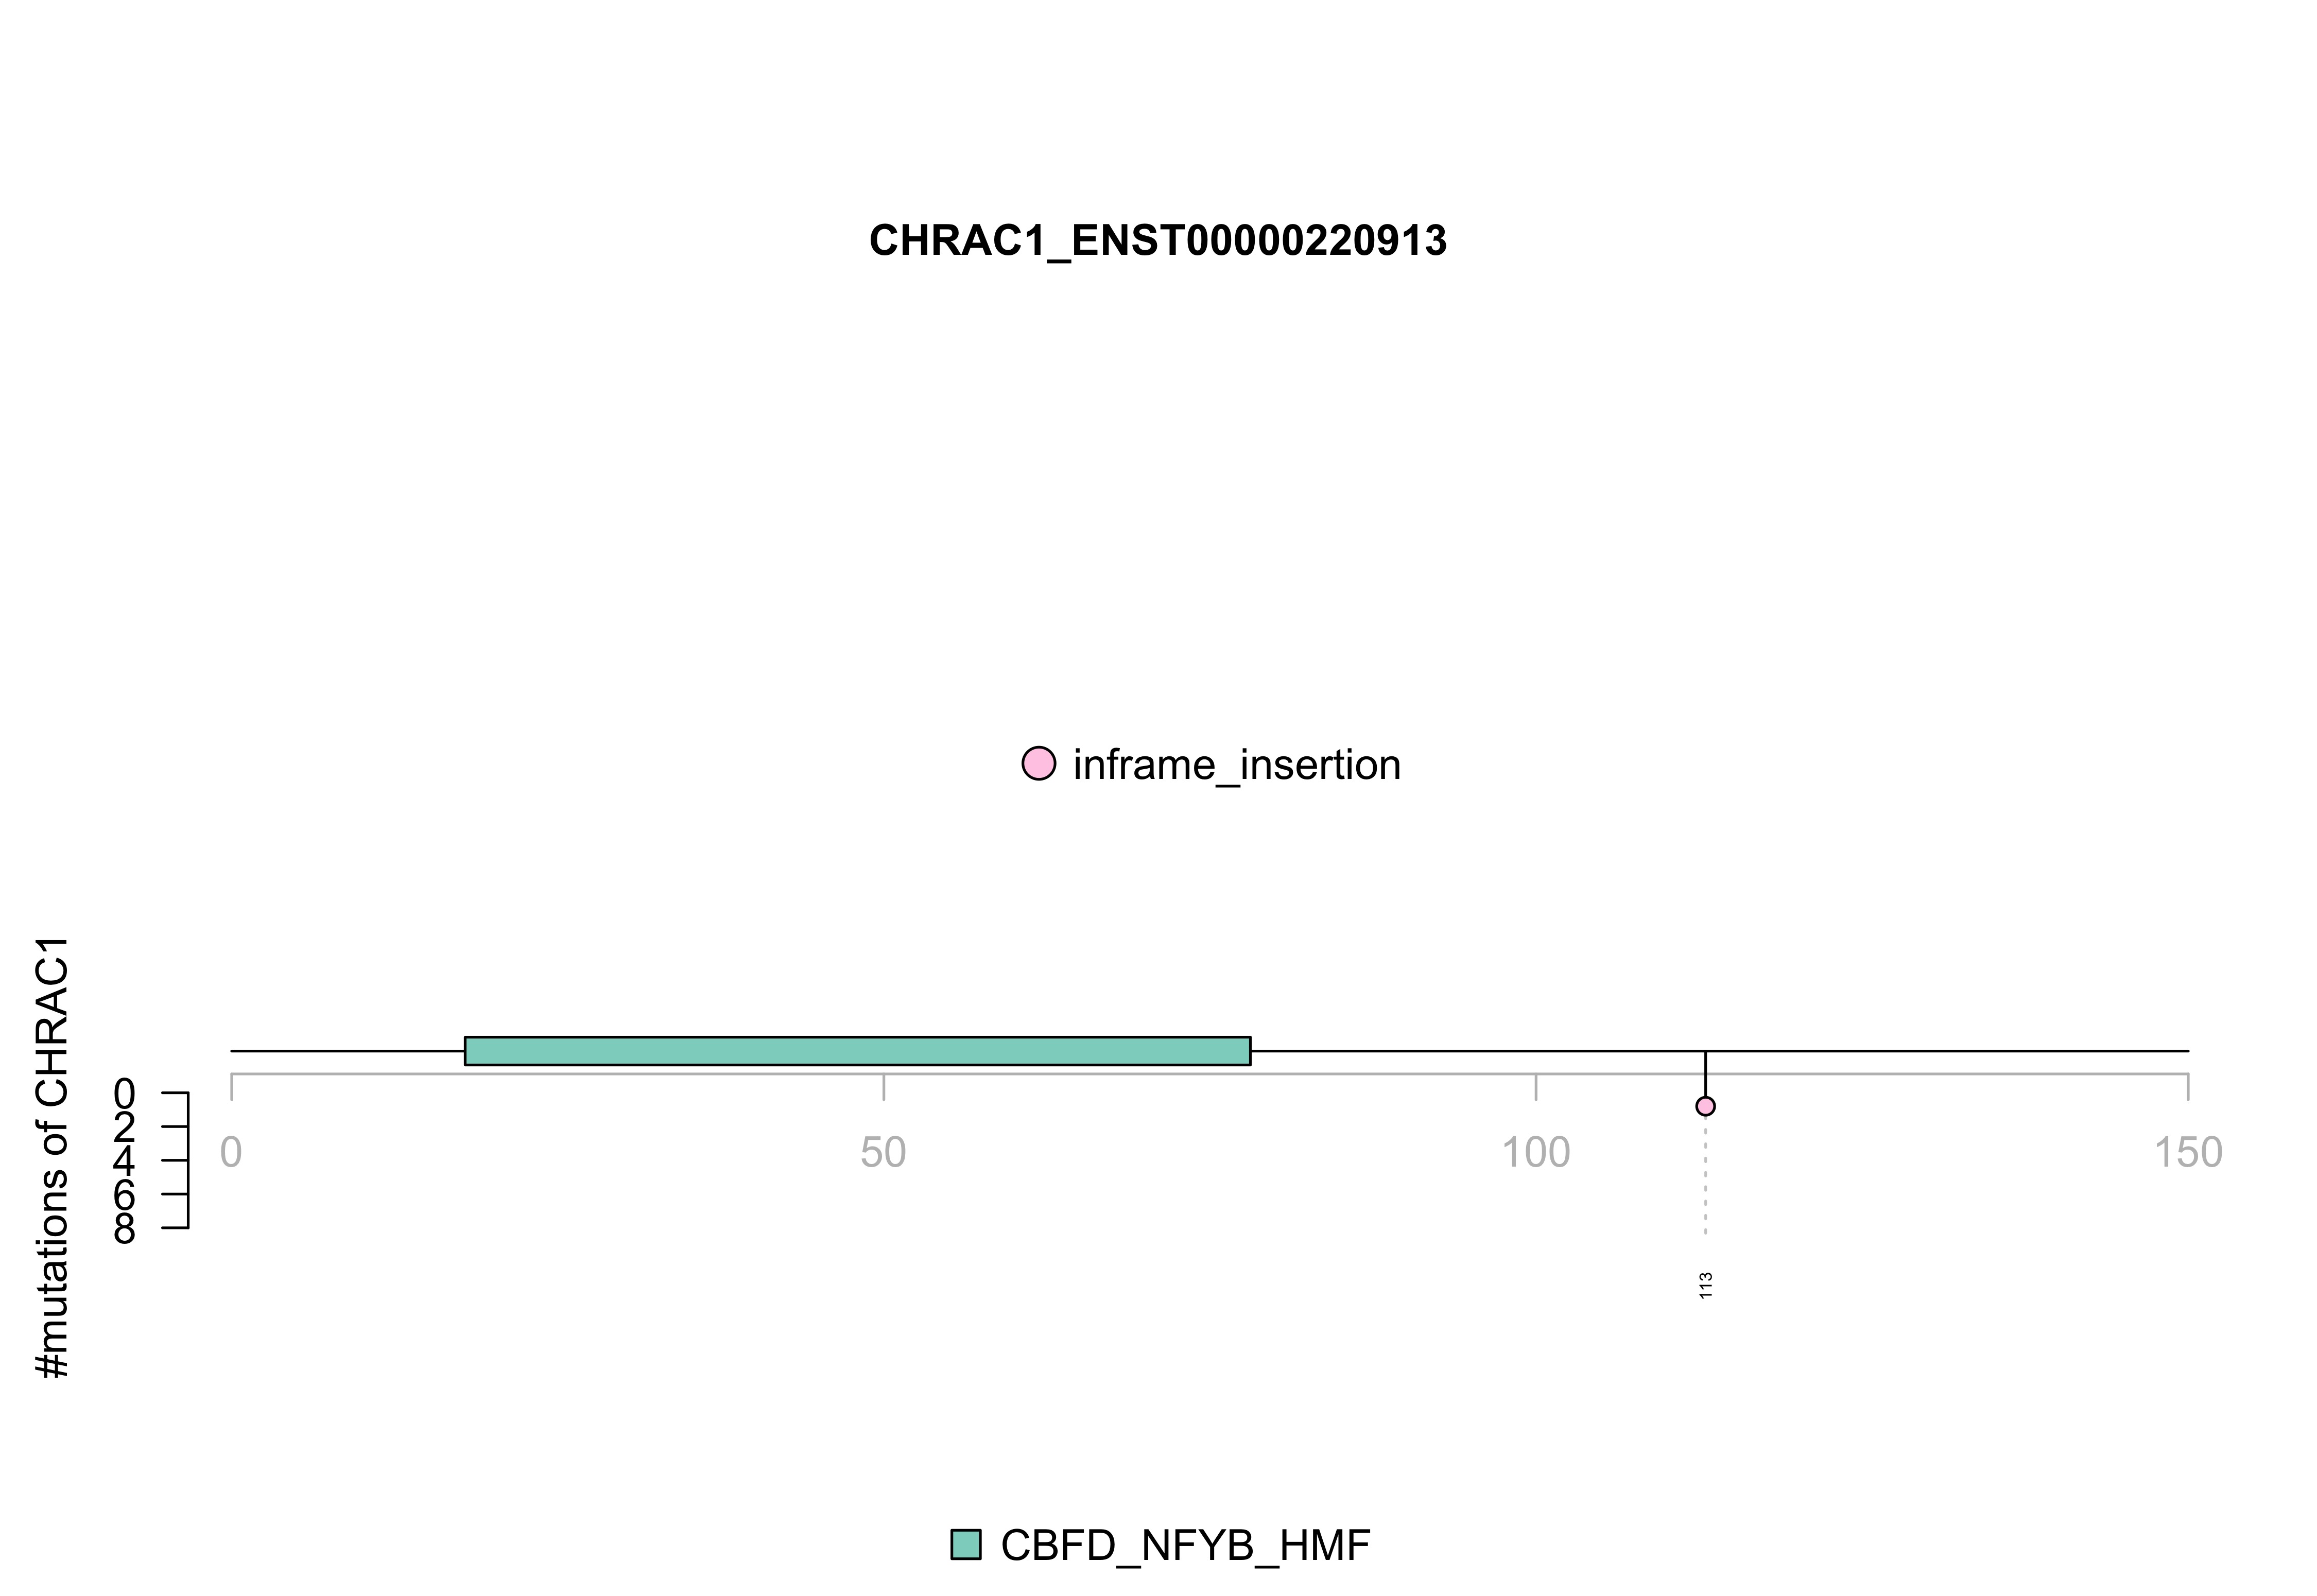 CHRAC1_ENST00000220913
inframe_insertion
#mutations of CHRAC1
0
2
4
6
8
0 50 100 150
113
CBFD_NFYB_HMF